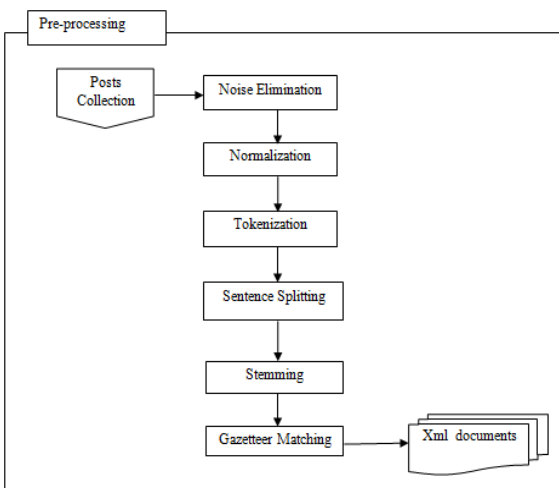 Pre-processing
Posts
Collection
Noise Elimination
Normalization
Tokenization
Sentence Splitting
Stemming
Gazetteer Matching
Xml documents